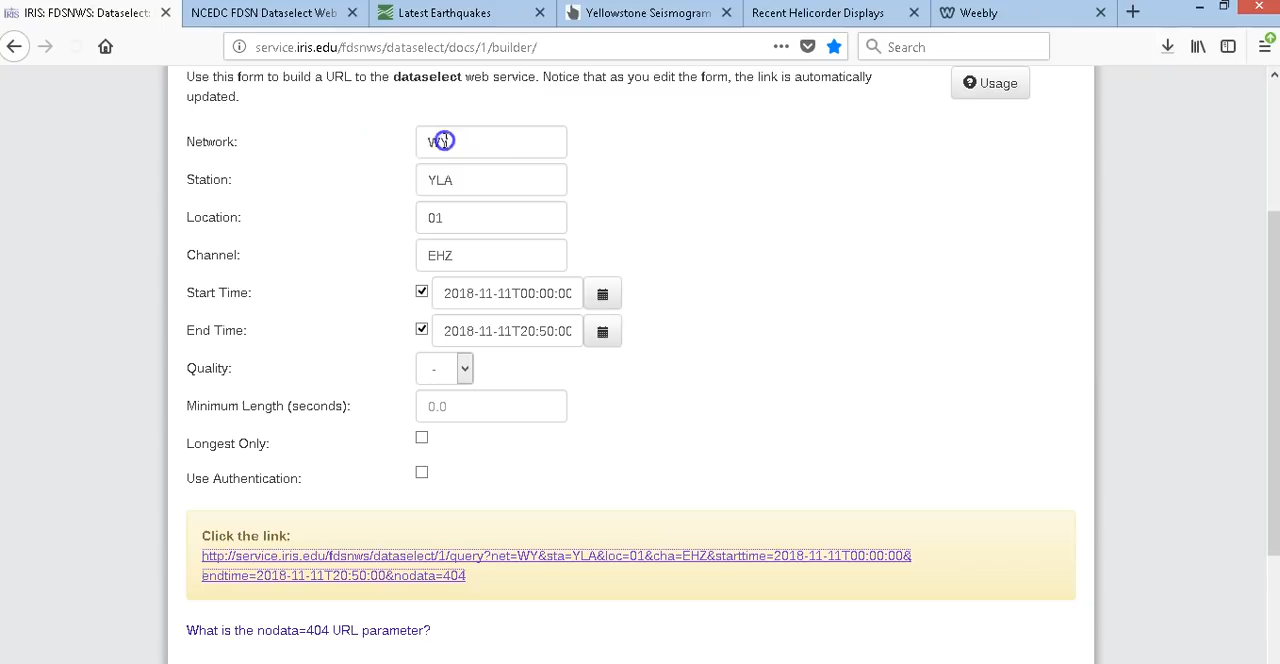 IRIS: FDSNWS: Dataselect:
NCEDC FDSN Dataselect Web
Latest Earthquakes
Yellowstone Seismogram
Recent Helicorder Displays
Weebly
service.iris.edu/fdsnws/dataselect/docs/1/builder/
Search
Use this form to build a URL to the dataselect web service. Notice that as you edit the form, the link is automatically
updated.
Usage
Network:
WY
Station:
YLA
Location:
01
Channel:
EHZ
Start Time:
2018-11-11T00:00:00
End Time:
2018-11-11T20:50:00
Quality:
-
Minimum Length (seconds):
0.0
Longest Only:
Use Authentication:
Click the link:
http://service.iris.edu/fdsnws/dataselect/1/query?net=WY&sta=YLA&loc=01&cha=EHZ&starttime=2018-11-11T00:00:00&
endtime=2018-11-11T20:50:00&nodata=404
What is the nodata=404 URL parameter?